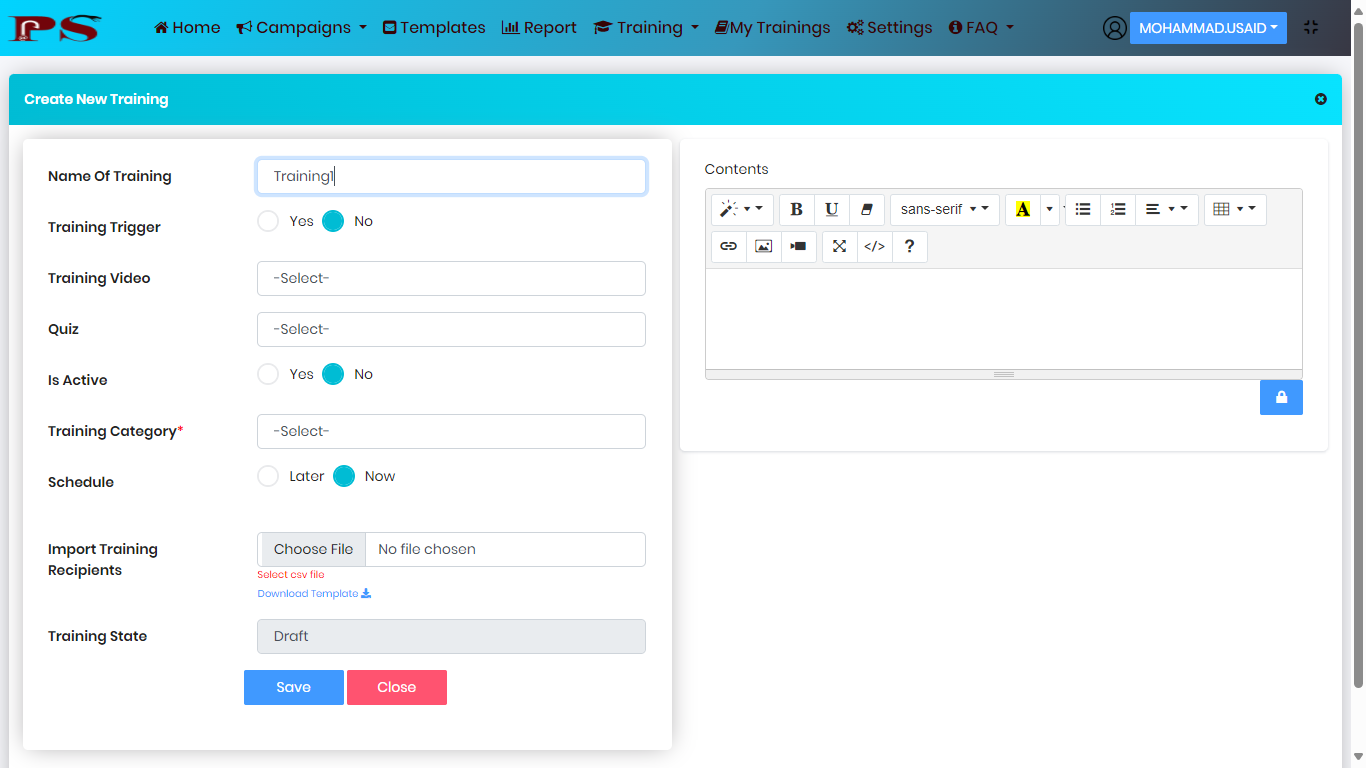 PS
Home Campaigns Templates Report Training My Trainings Settings FAQ MOHAMMAD.USAID
Create New Training
Name Of Training Training1
Training Trigger Yes No
Training Video -Select-
Quiz -Select-
Is Active Yes No
Training Category* -Select-
Schedule Later Now
Import Training Recipients Choose File No file chosen
Select csv file
Download Template
Training State Draft
Save Close
Contents
B U sans-serif A
</> ?